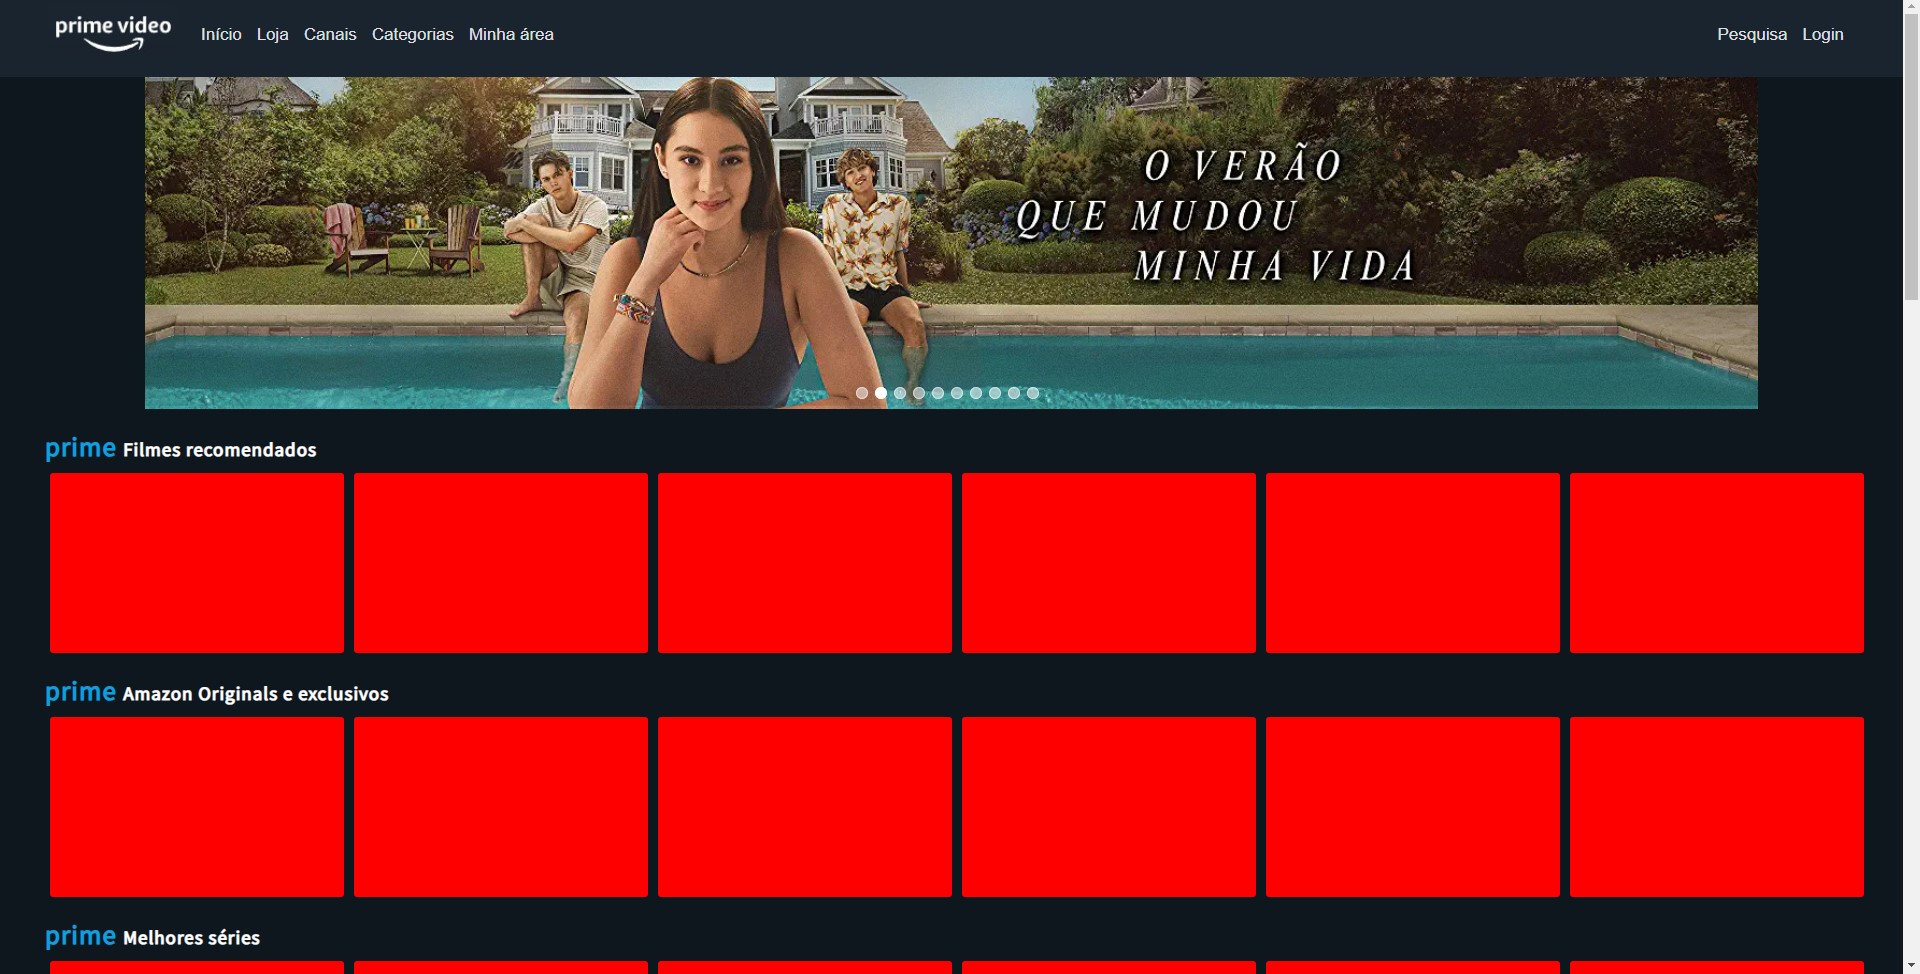 prime video
Início Loja Canais Categorias Minha área
Pesquisa Login
O VERÃO
QUE MUDOU
MINHA VIDA
prime Filmes recomendados
prime Amazon Originals e exclusivos
prime Melhores séries